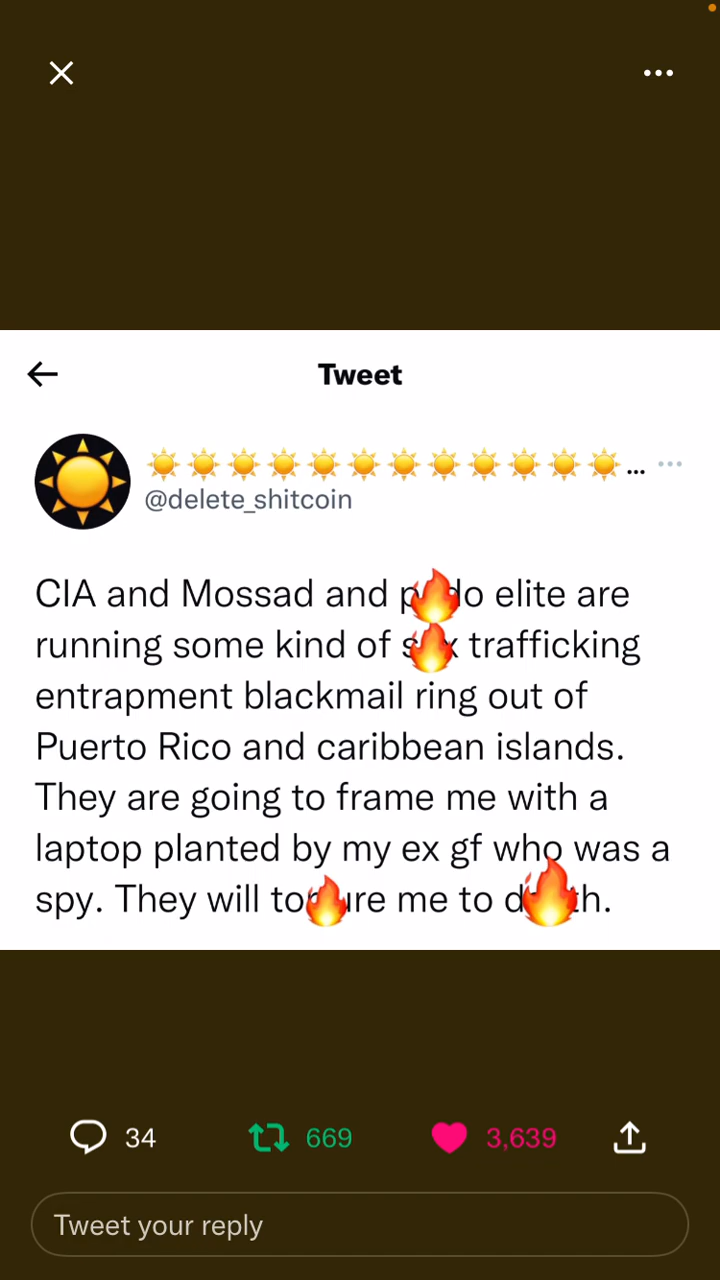 Tweet
@delete_shitcoin
CIA and Mossad and elite are
running some kind of trafficking
entrapment blackmail ring out of
Puerto Rico and caribbean islands.
They are going to frame me with a
laptop planted by my ex gf who was a
spy. They will me to
34 669 3,639
Tweet your reply